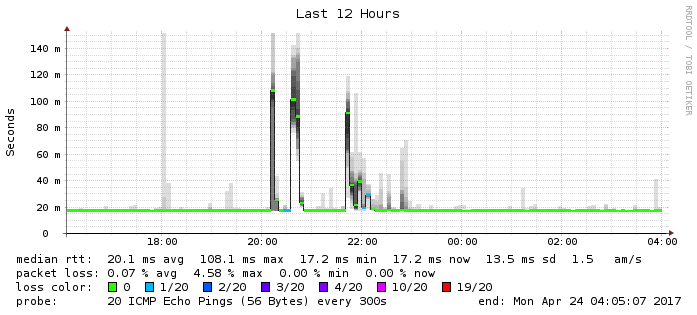 Last 12 Hours
RRDTOOL / TOBI OETIKER
Seconds
140 m
120 m
100 m
80 m
60 m
40 m
20 m
0
18:00 20:00 22:00 00:00 02:00 04:00
median rtt: 20.1 ms avg 108.1 ms max 17.2 ms min 17.2 ms now 13.5 ms sd 1.5 am/s
packet loss: 0.07 % avg 4.58 % max 0.00 % min 0.00 % now
loss color: 0 1/20 2/20 3/20 4/20 10/20 19/20
probe: 20 ICMP Echo Pings (56 Bytes) every 300s end: Mon Apr 24 04:05:07 2017